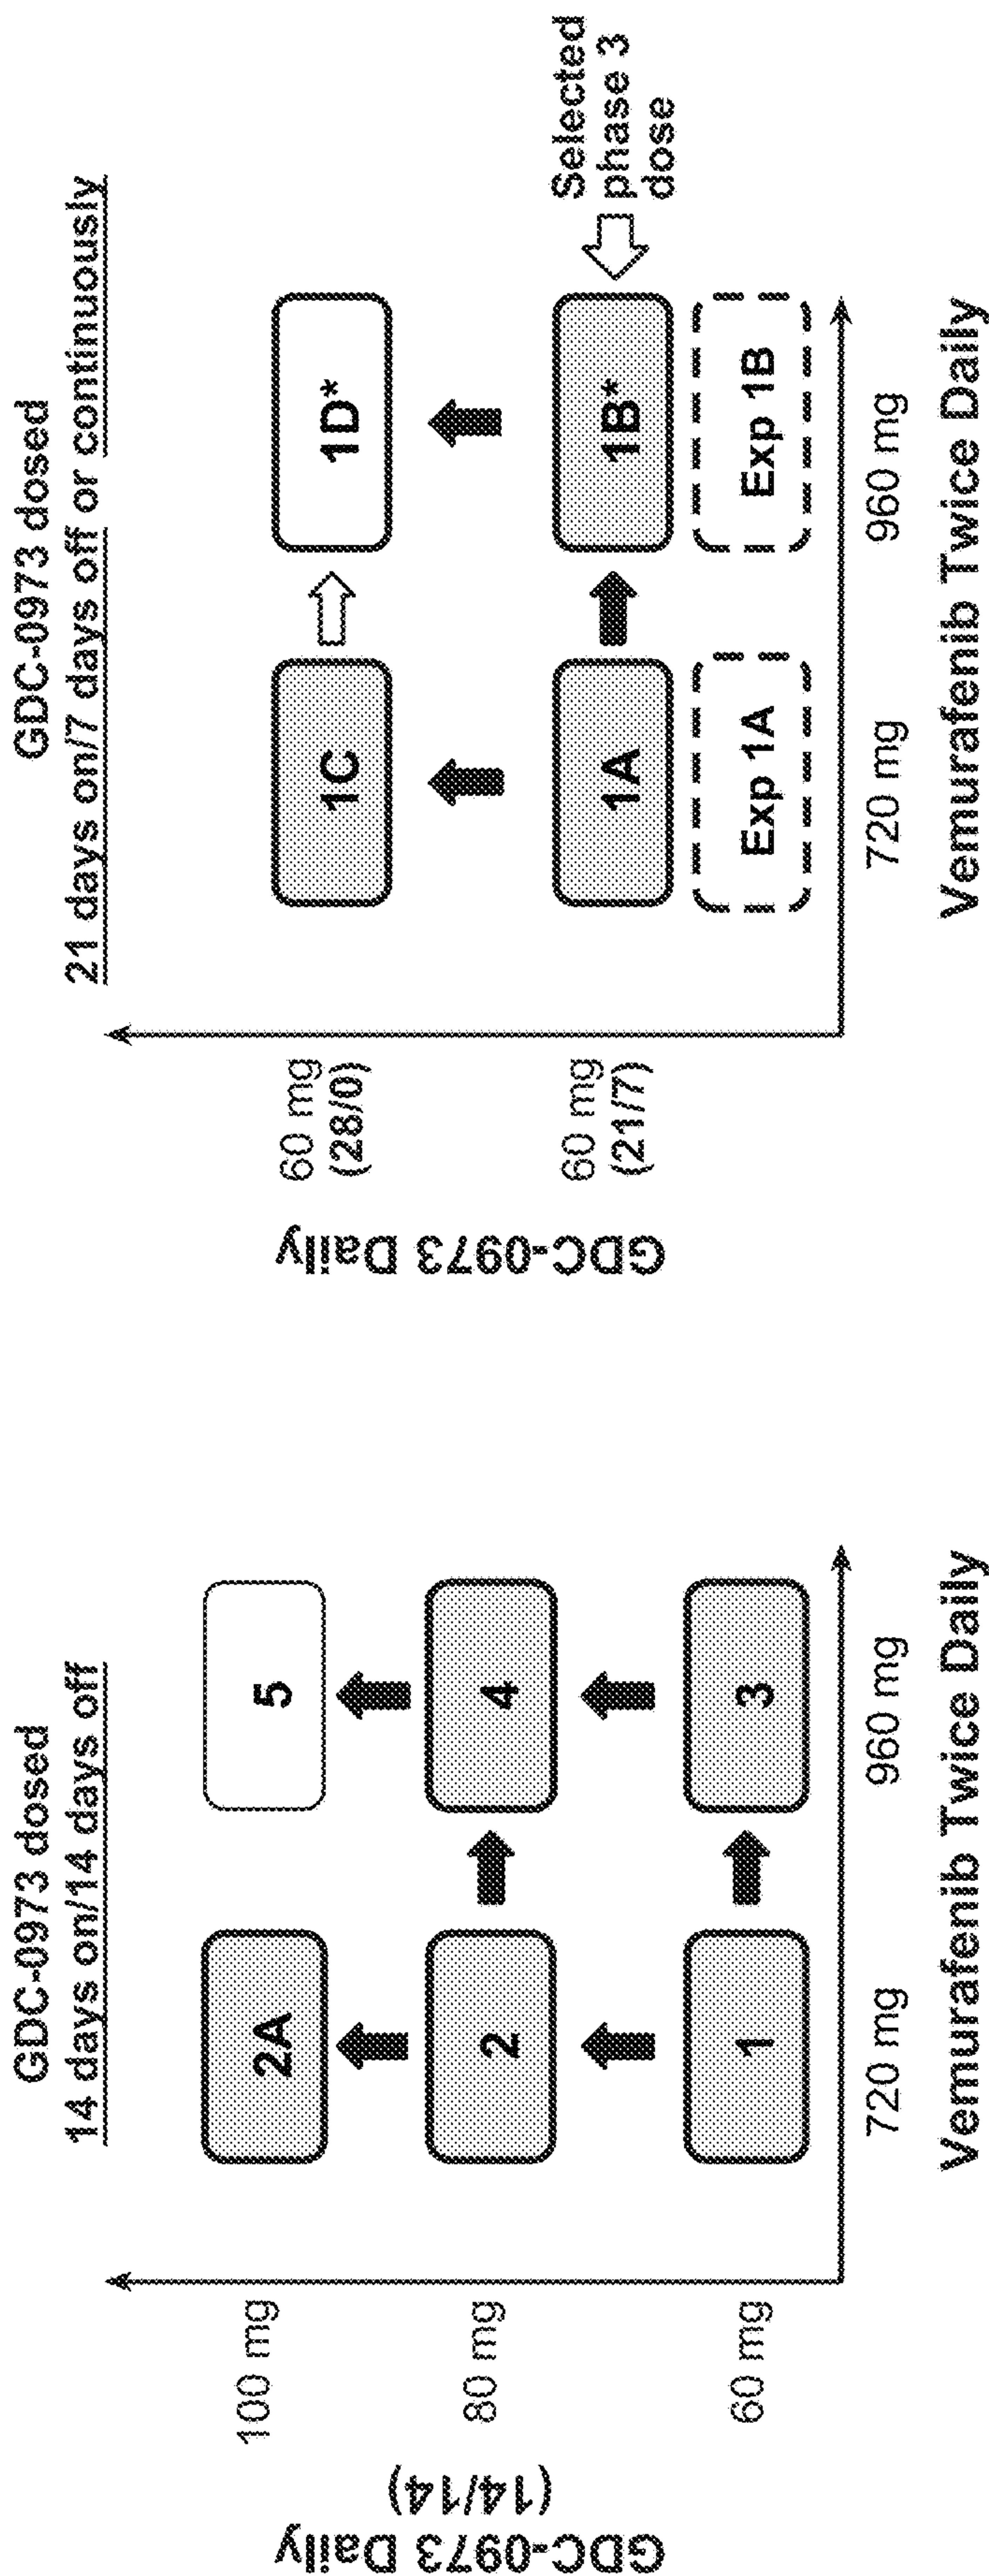 GDC-0973 dosed
14 days on/14 days off
GDC-0973 Daily
(14/14)
100 mg
80 mg
60 mg
2A
5
2
4
1
3
720 mg
960 mg
Vemurafenib Twice Daily
GDC-0973 dosed
21 days on/7 days off or continuously
GDC-0973 Daily
60 mg
(28/0)
60 mg
(21/7)
1C
1D*
1A
1B*
Selected
phase 3
dose
Exp 1A
Exp 1B
720 mg
960 mg
Vemurafenib Twice Daily